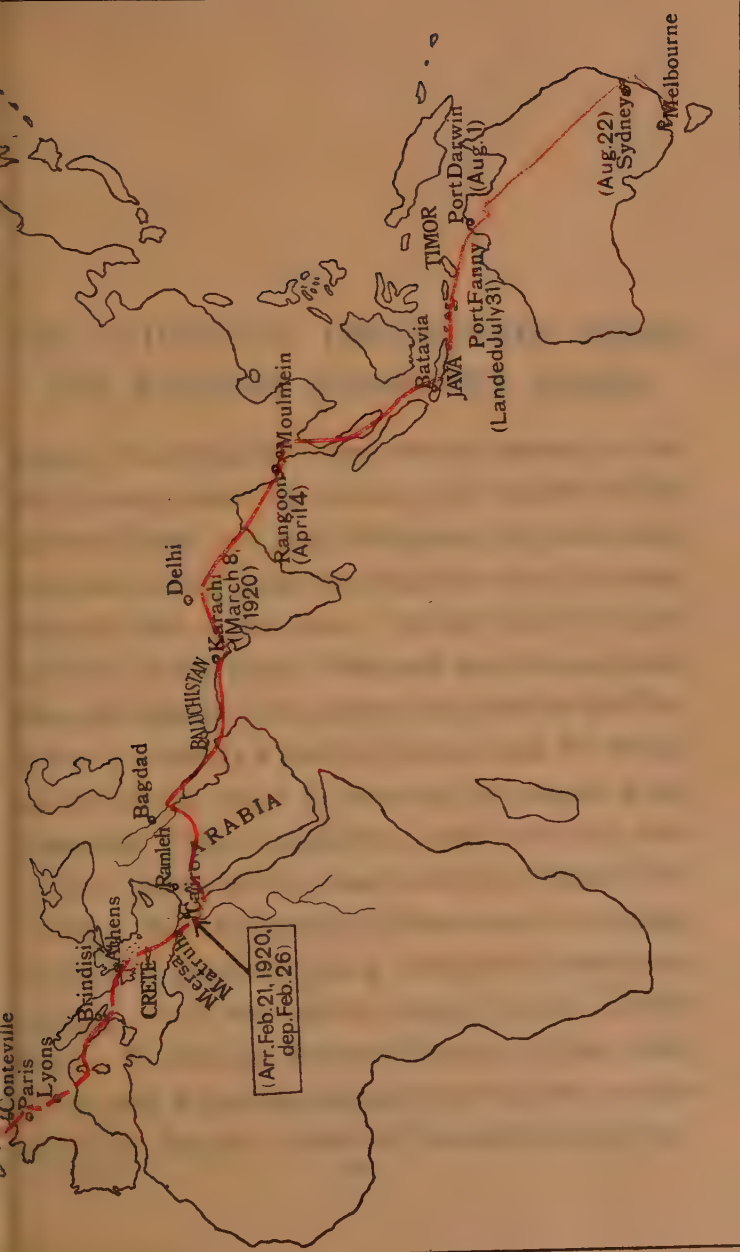 Conteville
Paris
Lyons
Brindisi
Athens
CRETE
Mersa
Matruh
Cairo
(Arr.Feb.21,1920,
dep.Feb.26)
Ramleh
Bagdad
RABIA
BALUCHISTAN
Karachi
(March 8,
1920)
Delhi
Rangoon
(April 4)
Moulmein
Batavia
JAVA
TIMOR
Port Fanny
(Landed July 31)
Port Darwin
(Aug. 1)
(Aug. 22)
Sydney
Melbourne